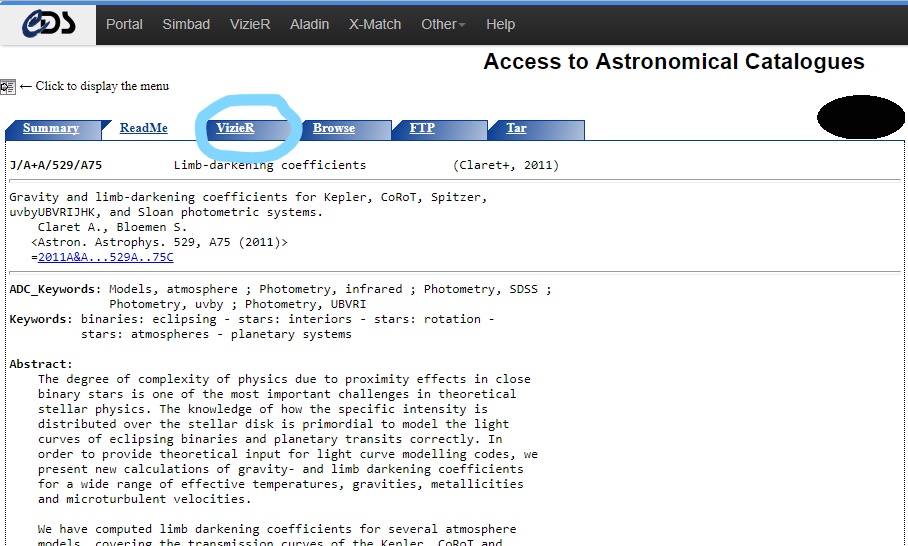 CDS Portal Simbad VizieR Aladin X-Match Other Help
Access to Astronomical Catalogues
← Click to display the menu
Summary ReadMe VizieR Browse FTP Tar
J/A+A/529/A75 Limb-darkening coefficients (Claret+, 2011)
Gravity and limb-darkening coefficients for Kepler, CoRoT, Spitzer,
uvbyUBVRIJHK, and Sloan photometric systems.
Claret A., Bloemen S.
<Astron. Astrophys. 529, A75 (2011)>
=2011A&A...529A..75C
ADC_Keywords: Models, atmosphere ; Photometry, infrared ; Photometry, SDSS ;
Photometry, uvby ; Photometry, UBVRI
Keywords: binaries: eclipsing - stars: interiors - stars: rotation -
stars: atmospheres - planetary systems
Abstract:
The degree of complexity of physics due to proximity effects in close
binary stars is one of the most important challenges in theoretical
stellar physics. The knowledge of how the specific intensity is
distributed over the stellar disk is primordial to model the light
curves of eclipsing binaries and planetary transits correctly. In
order to provide theoretical input for light curve modelling codes, we
present new calculations of gravity- and limb darkening coefficients
for a wide range of effective temperatures, gravities, metallicities
and microturbulent velocities.
We have computed limb darkening coefficients for several atmosphere
models, covering the transmission curves of the Kepler, CoRoT and